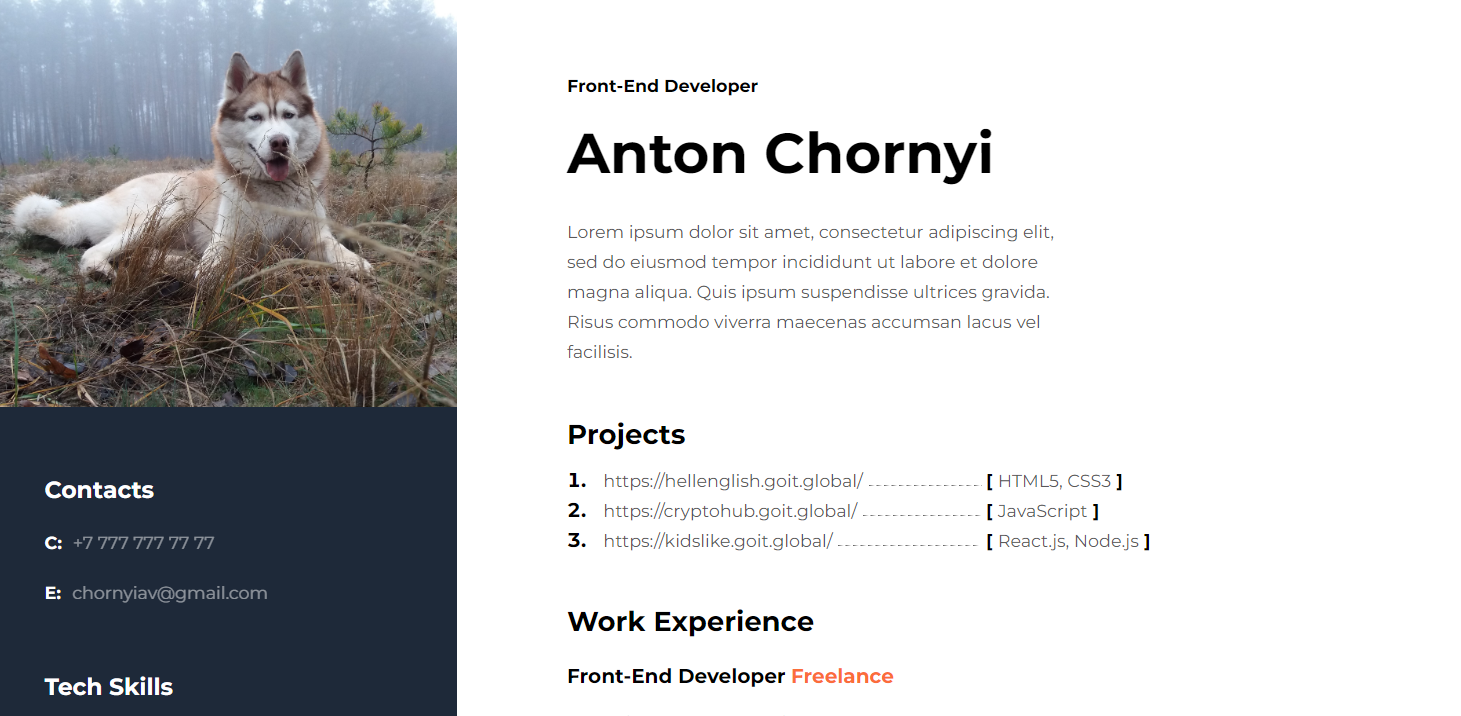 Front-End Developer
Anton Chornyi
Lorem ipsum dolor sit amet, consectetur adipiscing elit,
sed do eiusmod tempor incididunt ut labore et dolore
magna aliqua. Quis ipsum suspendisse ultrices gravida.
Risus commodo viverra maecenas accumsan lacus vel
facilisis.
Projects
1. https://hellenglish.goit.global/ [ HTML5, CSS3 ]
2. https://cryptohub.goit.global/ [ JavaScript ]
3. https://kidslike.goit.global/ [ React.js, Node.js ]
Work Experience
Front-End Developer Freelance
Contacts
C: +7 777 777 77 77
E: chornyiav@gmail.com
Tech Skills